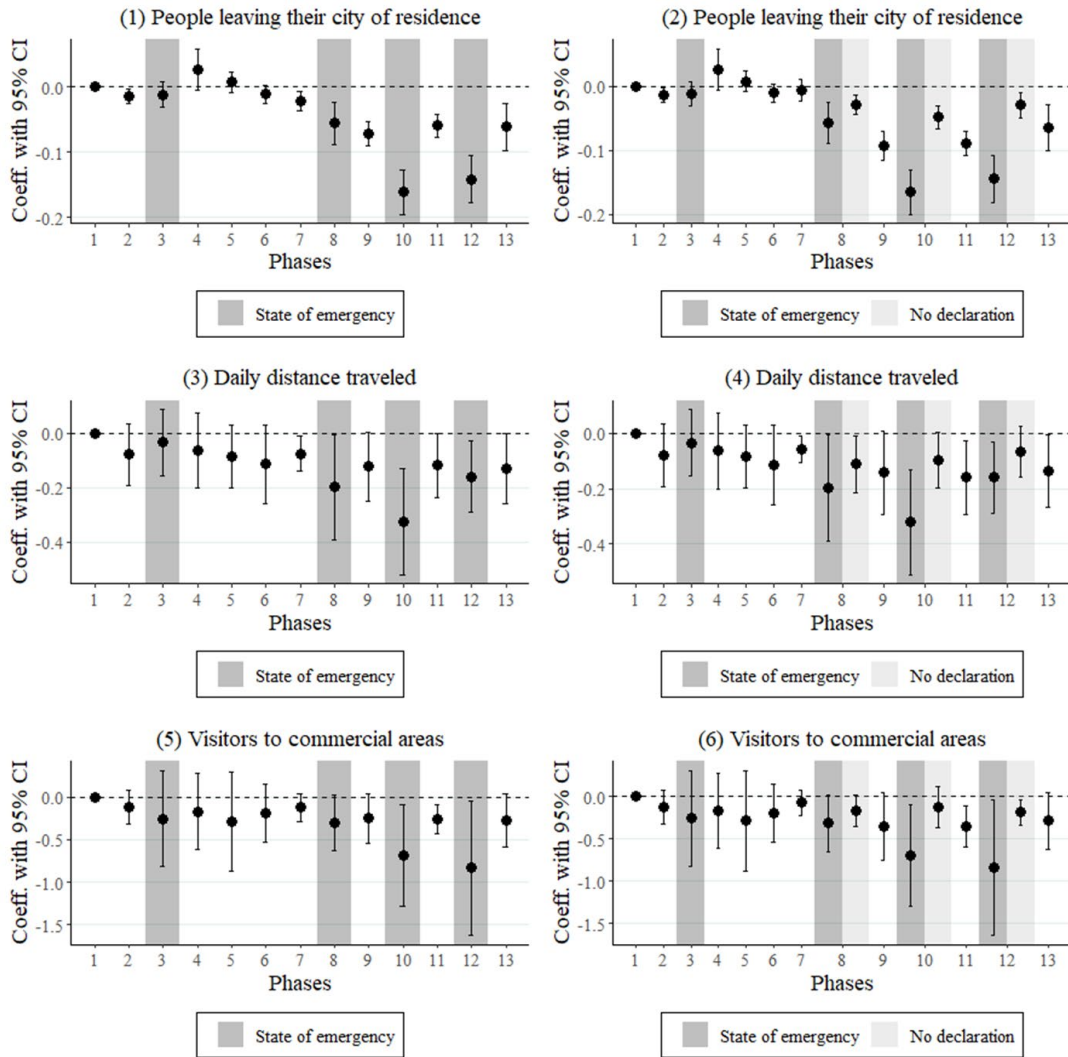 (1) People leaving their city of residence
Coeff. with 95% CI
0.0
-0.1
-0.2
1 2 3 4 5 6 7 8 9 10 11 12 13
Phases
State of emergency
(2) People leaving their city of residence
Coeff. with 95% CI
0.0
-0.1
-0.2
1 2 3 4 5 6 7 8 9 10 11 12 13
Phases
State of emergency No declaration
(3) Daily distance traveled
Coeff. with 95% CI
0.0
-0.2
-0.4
1 2 3 4 5 6 7 8 9 10 11 12 13
Phases
State of emergency
(4) Daily distance traveled
Coeff. with 95% CI
0.0
-0.2
-0.4
1 2 3 4 5 6 7 8 9 10 11 12 13
Phases
State of emergency No declaration
(5) Visitors to commercial areas
Coeff. with 95% CI
0.0
-0.5
-1.0
-1.5
1 2 3 4 5 6 7 8 9 10 11 12 13
Phases
State of emergency
(6) Visitors to commercial areas
Coeff. with 95% CI
0.0
-0.5
-1.0
-1.5
1 2 3 4 5 6 7 8 9 10 11 12 13
Phases
State of emergency No declaration